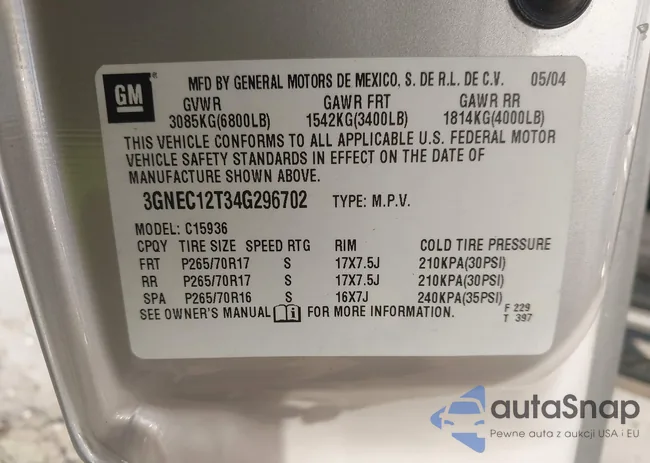 GM
MFD BY GENERAL MOTORS DE MEXICO, S. DE R.L. DE C.V. 05/04
GVWR GAWR FRT GAWR RR
3085KG(6800LB) 1542KG(3400LB) 1814KG(4000LB)
THIS VEHICLE CONFORMS TO ALL APPLICABLE U.S. FEDERAL MOTOR
VEHICLE SAFETY STANDARDS IN EFFECT ON THE DATE OF
MANUFACTURE SHOWN ABOVE.
3GNEC12T34G296702 TYPE: M.P.V.
MODEL: C15936
CPQY TIRE SIZE SPEED RTG RIM COLD TIRE PRESSURE
FRT P265/70R17 S 17X7.5J 210KPA(30PSI)
RR P265/70R17 S 17X7.5J 210KPA(30PSI)
SPA P265/70R16 S 16X7J 240KPA(35PSI)
SEE OWNER'S MANUAL FOR MORE INFORMATION.
F 229
T 397
autaSnap
Pewne auta z aukcji USA i EU